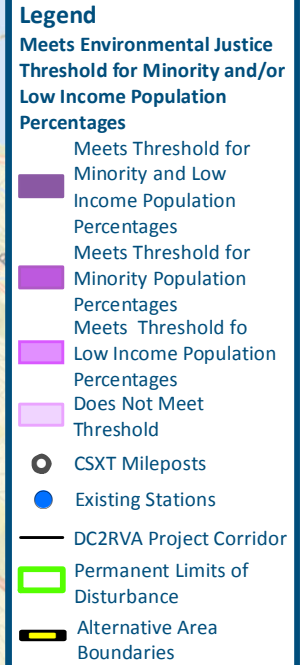 Legend
Meets Environmental Justice
Threshold for Minority and/or
Low Income Population
Percentages
Meets Threshold for
Minority and Low
Income Population
Percentages
Meets Threshold for
Minority Population
Percentages
Meets Threshold fo
Low Income Population
Percentages
Does Not Meet
Threshold
CSXT Mileposts
Existing Stations
DC2RVA Project Corridor
Permanent Limits of
Disturbance
Alternative Area
Boundaries